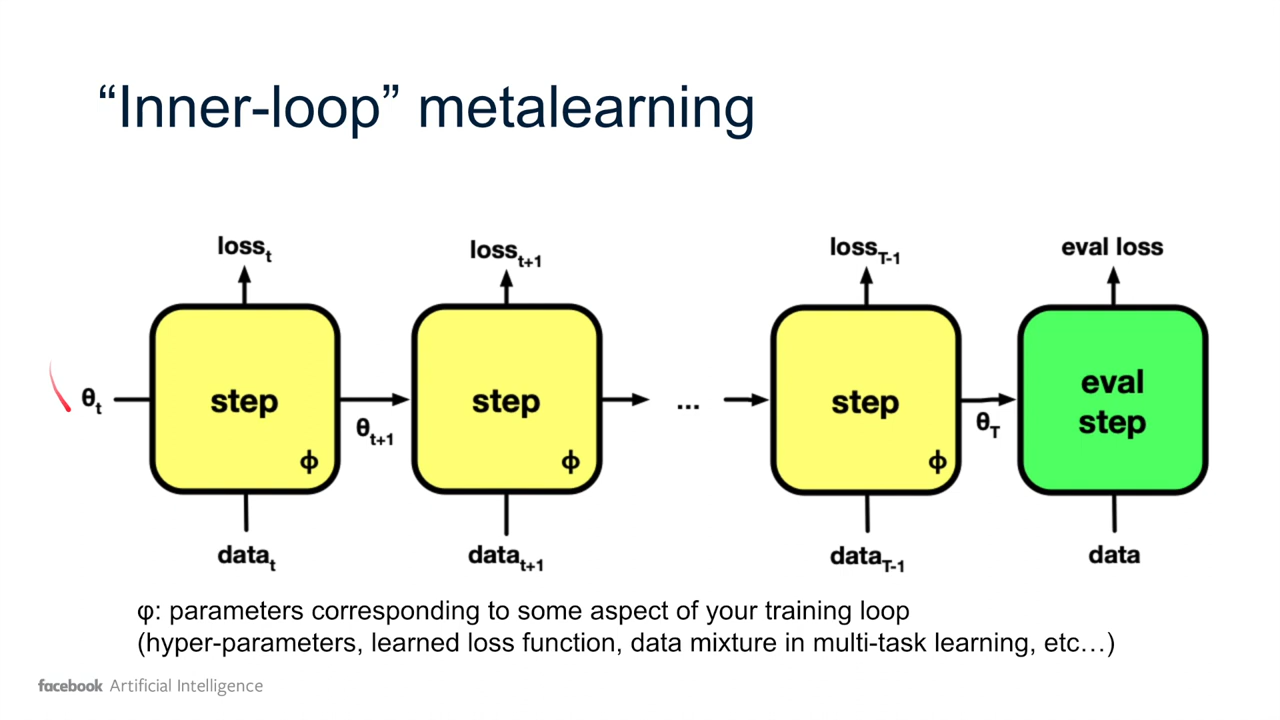 “Inner-loop” metalearning
loss_t
loss_t+1
loss_T-1
eval loss
θ_t
step
φ
θ_t+1
step
φ
...
step
φ
θ_T
eval
step
data_t
data_t+1
data_T-1
data
φ: parameters corresponding to some aspect of your training loop
(hyper-parameters, learned loss function, data mixture in multi-task learning, etc…)
facebook Artificial Intelligence